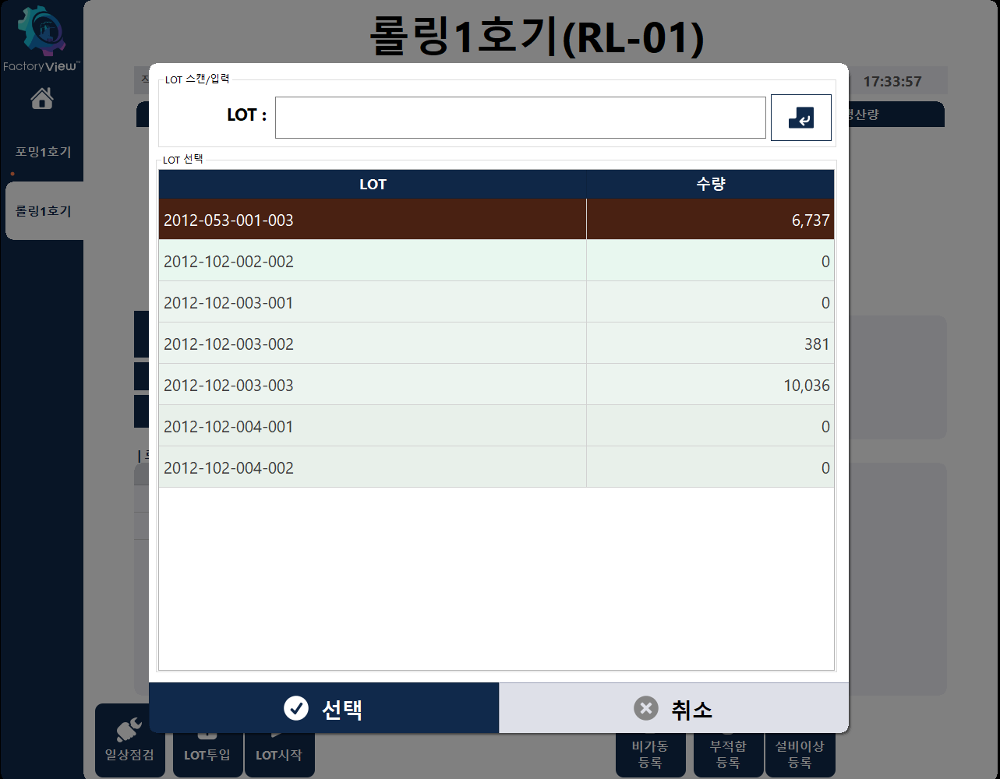 FactoryView™
포밍1호기
롤링1호기
롤링1호기(RL-01)
17:33:57
LOT 스캔/입력
LOT :
LOT 선택
LOT 수량
2012-053-001-003 6,737
2012-102-002-002 0
2012-102-003-001 0
2012-102-003-002 381
2012-102-003-003 10,036
2012-102-004-001 0
2012-102-004-002 0
선택 취소
일상점검
LOT투입
LOT시작
비가동
등록
부적합
등록
설비이상
등록